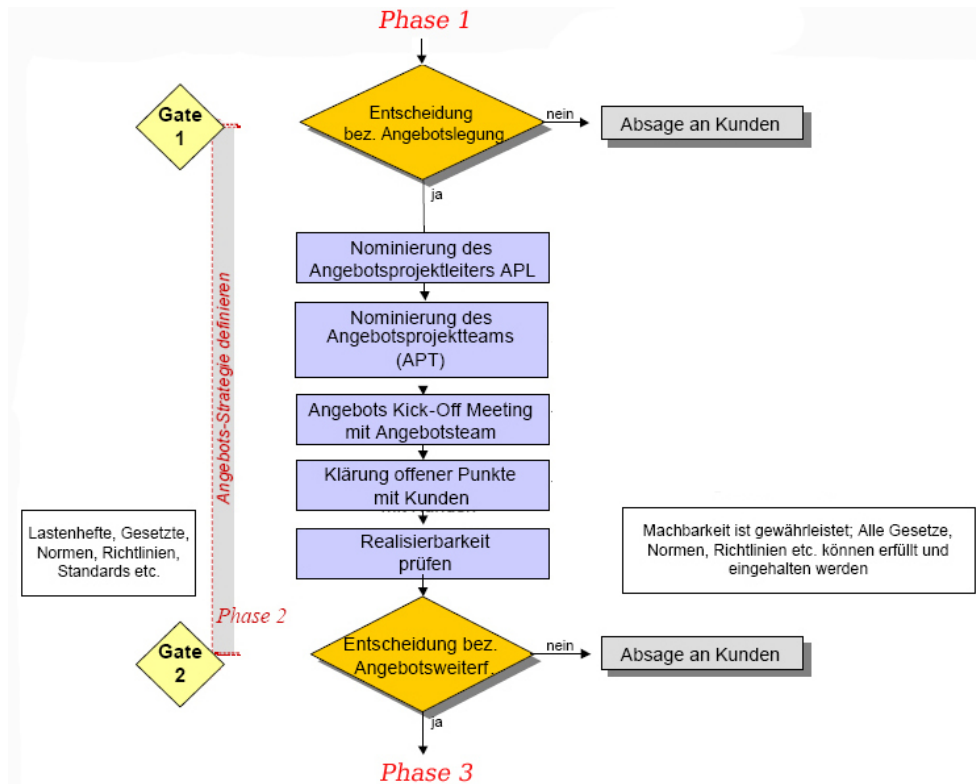 Phase 1
Entscheidung
bez. Angebotslegung
nein
Absage an Kunden
Gate
1
ja
Nominierung des
Angebotsprojektleiters APL
Nominierung des
Angebotsprojektteams
(APT)
Angebots-Strategie definieren
Angebots Kick-Off Meeting
mit Angebotsteam
Klärung offener Punkte
mit Kunden
Lastenhefte, Gesetzte,
Normen, Richtlinien,
Standards etc.
Realisierbarkeit
prüfen
Machbarkeit ist gewährleistet; Alle Gesetze,
Normen, Richtlinien etc. können erfüllt und
eingehalten werden
Phase 2
Gate
2
Entscheidung bez.
Angebotsweiterf.
nein
Absage an Kunden
ja
Phase 3